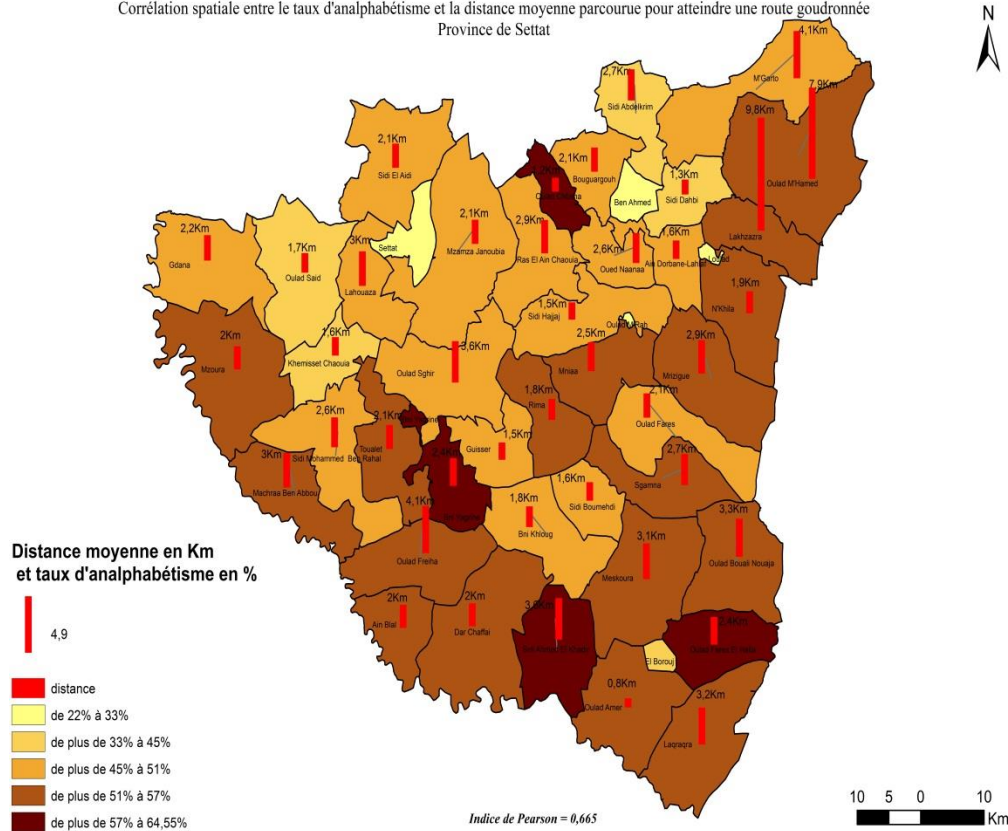 Corrélation spatiale entre le taux d'analphabétisme et la distance moyenne parcourue pour atteindre une route goudronnée
Province de Settat
N
4,1Km
M'Garto
2,7Km
Sidi Abdelkrim
7,9Km
9,8Km
Oulad M'Hamed
2,1Km
Sidi El Aidi
2,1Km
Bouguargouh
Ben Ahmed
1,3Km
Sidi Dahbi
Lakhzazra
2,2Km
Gdana
1,7Km
Oulad Said
3Km
Lahouaza
Settat
2,1Km
Mzamza Janoubia
2,9Km
Ras El Ain Chaouia
2,6Km
Oued Naanaa
1,6Km
Ain Dorbane-Lahlaf
1,9Km
N'Khila
1,5Km
Sidi Hajjaj
2Km
Mzoura
1,6Km
Khemisset Chaouia
3,6Km
Oulad Sghir
2,5Km
Mniaa
2,9Km
Mrizigue
1,8Km
Rima
2,1Km
Oulad Fares
2,6Km
Sidi Mohammed Ben Rahal
2,1Km
Toualet
1,5Km
Guisser
2,7Km
Sgamna
3Km
Machraa Ben Abbou
2,4Km
4,1Km
Oulad Freiha
1,8Km
Bni Khloug
1,6Km
Sidi Boumehdi
3,1Km
Meskoura
3,3Km
Oulad Bouali Nouaja
2Km
Ain Blal
2Km
Dar Chaffai
2,4Km
El Borouj
0,8Km
Oulad Amer
3,2Km
Laqraqra
Distance moyenne en Km
et taux d'analphabétisme en %
4,9
distance
de 22% à 33%
de plus de 33% à 45%
de plus de 45% à 51%
de plus de 51% à 57%
de plus de 57% à 64,55%
Indice de Pearson = 0,665
10 5 0 10
Km